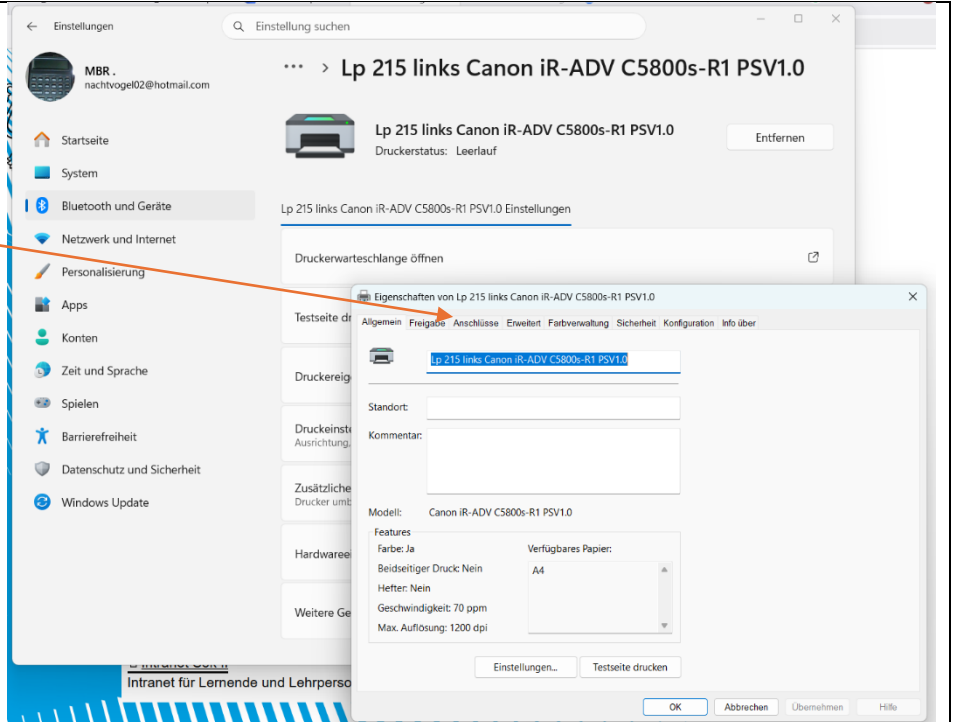 Einstellungen
Einstellung suchen
MBR .
nachtvogel02@hotmail.com
Startseite
System
Bluetooth und Geräte
Netzwerk und Internet
Personalisierung
Apps
Konten
Zeit und Sprache
Spielen
Barrierefreiheit
Datenschutz und Sicherheit
Windows Update
··· > Lp 215 links Canon iR-ADV C5800s-R1 PSV1.0
Lp 215 links Canon iR-ADV C5800s-R1 PSV1.0
Druckerstatus: Leerlauf
Entfernen
Lp 215 links Canon iR-ADV C5800s-R1 PSV1.0 Einstellungen
Druckerwarteschlange öffnen
Testseite dr
Druckereig
Druckeinste
Ausrichtung,
Zusätzliche
Drucker umb
Hardwareei
Weitere Ge
Eigenschaften von Lp 215 links Canon iR-ADV C5800s-R1 PSV1.0
Allgemein Freigabe Anschlüsse Erweitert Farbverwaltung Sicherheit Konfiguration Info über
Lp 215 links Canon iR-ADV C5800s-R1 PSV1.0
Standort:
Kommentar:
Modell: Canon iR-ADV C5800s-R1 PSV1.0
Features
Farbe: Ja
Verfügbares Papier:
Beidseitiger Druck: Nein
A4
Hefter: Nein
Geschwindigkeit: 70 ppm
Max. Auflösung: 1200 dpi
Einstellungen... Testseite drucken
OK Abbrechen Übernehmen Hilfe
Intranet für Lernende und Lehrperso